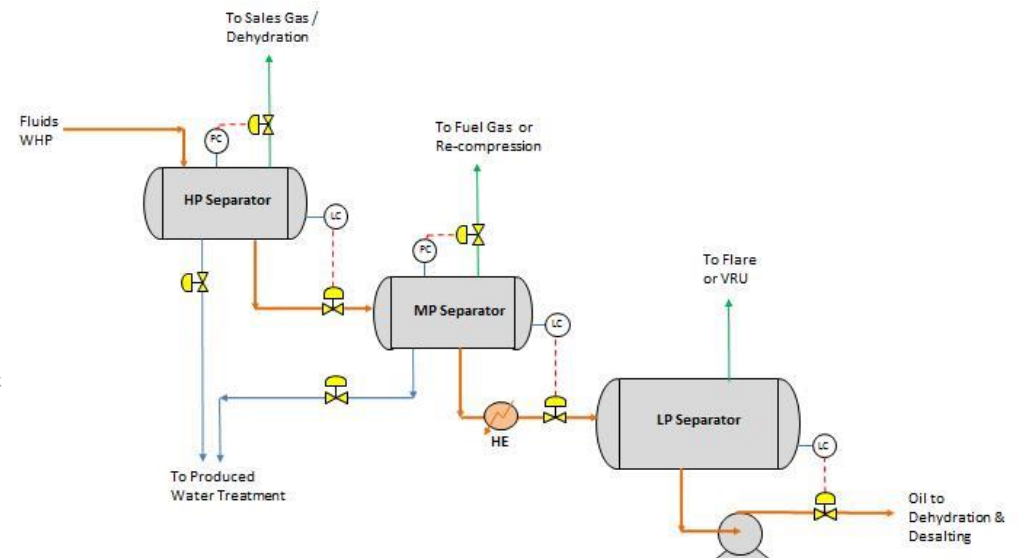 To Sales Gas /
Dehydration
Fluids
WHP
PC
HP Separator
LC
To Fuel Gas or
Re-compression
PC
MP Separator
LC
To Flare
or VRU
HE
LP Separator
LC
To Produced
Water Treatment
Oil to
Dehydration &
Desalting